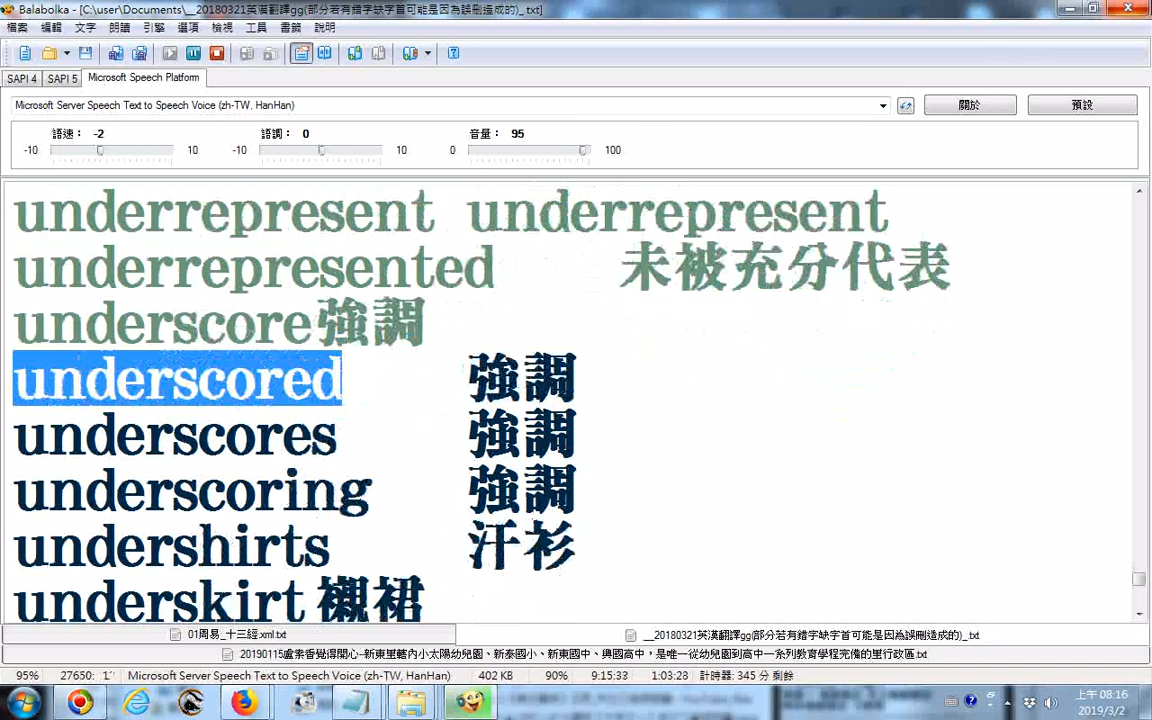 Balabolka - [C:\user\Documents\__20180321英漢翻譯gg(部分若有錯字缺字首可能是因為誤刪造成的)_.txt]
檔案 編輯 文字 朗讀 引擎 選項 檢視 工具 書籤 說明
SAPI 4 SAPI 5 Microsoft Speech Platform
Microsoft Server Speech Text to Speech Voice (zh-TW, HanHan) 關於 預設
語速： -2 語調： 0 音量： 95
-10 10 -10 10 0 100
underrepresent underrepresent
underrepresented 未被充分代表
underscore強調
underscored 強調
underscores 強調
underscoring 強調
undershirts 汗衫
underskirt 襯裙
01周易_十三經.xml.txt __20180321英漢翻譯gg(部分若有錯字缺字首可能是因為誤刪造成的)_.txt
20190115盧素香覺得開心-新東里轄內小太陽幼兒園、新泰國小、新東國中、興國高中，是唯一從幼兒園到高中一系列教育學程完備的里行政區.txt
95% 27650: Microsoft Server Speech Text to Speech Voice (zh-TW, HanHan) 402 KB 90% 9:15:33 1:03:28 計時器: 345 分 剩餘
上午 08:16
2019/3/2